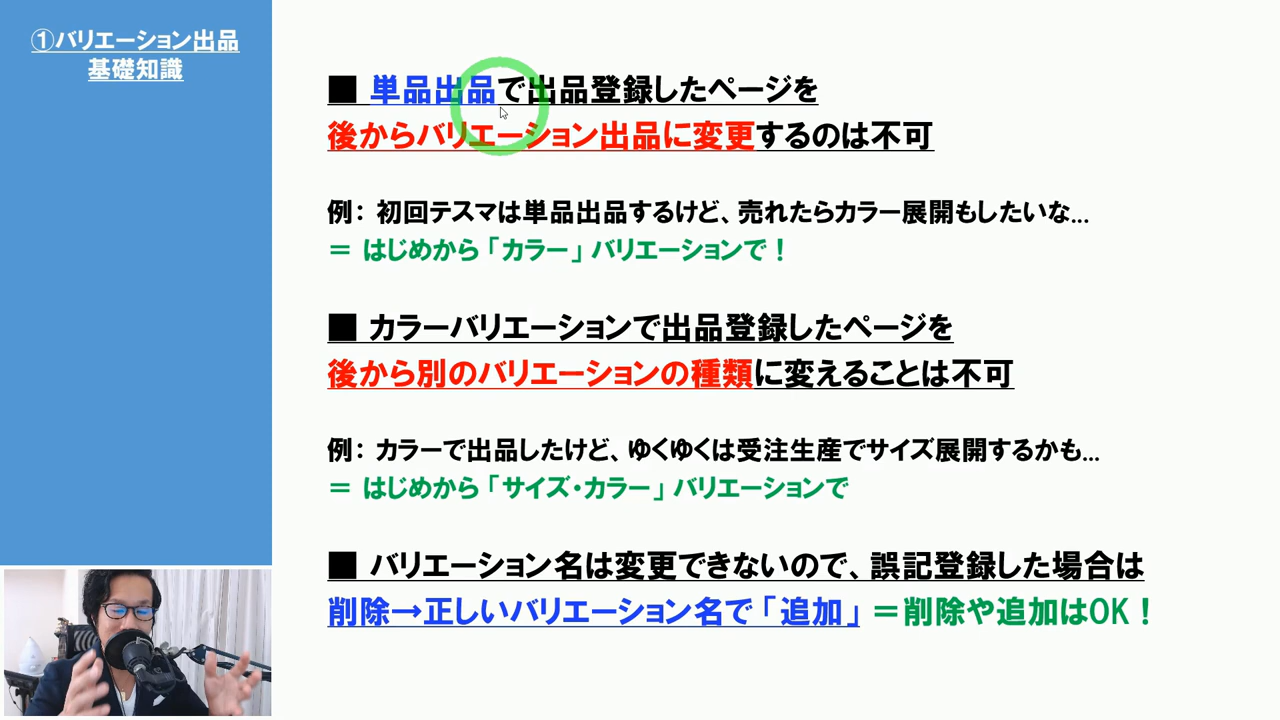 ①バリエーション出品
基礎知識
■ 単品出品で出品登録したページを
後からバリエーション出品に変更するのは不可
例： 初回テスマは単品出品するけど、売れたらカラー展開もしたいな...
＝ はじめから「カラー」バリエーションで！
■ カラーバリエーションで出品登録したページを
後から別のバリエーションの種類に変えることは不可
例： カラーで出品したけど、ゆくゆくは受注生産でサイズ展開するかも...
＝ はじめから「サイズ・カラー」バリエーションで
■ バリエーション名は変更できないので、誤記登録した場合は
削除→正しいバリエーション名で「追加」＝削除や追加はOK！